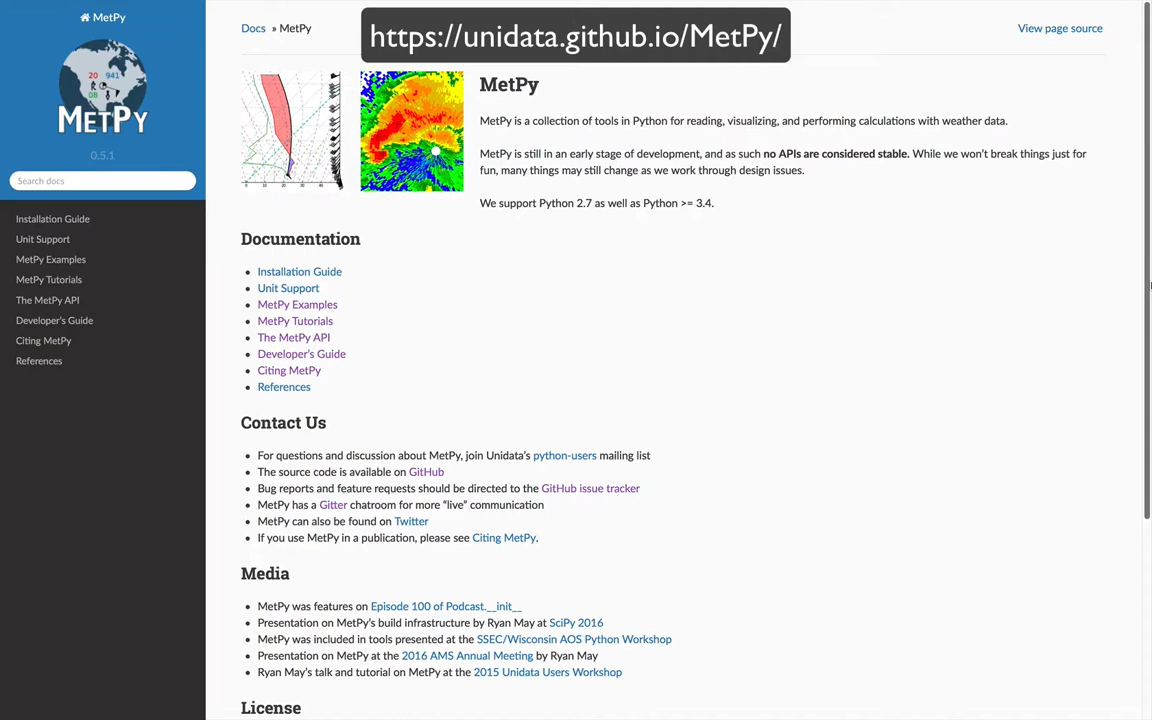 MetPy
20 941
08
METPY
0.5.1
Search docs
Installation Guide
Unit Support
MetPy Examples
MetPy Tutorials
The MetPy API
Developer's Guide
Citing MetPy
References
https://unidata.github.io/MetPy/
Docs » MetPy
View page source
MetPy
MetPy is a collection of tools in Python for reading, visualizing, and performing calculations with weather data.
MetPy is still in an early stage of development, and as such no APIs are considered stable. While we won't break things just for
fun, many things may still change as we work through design issues.
We support Python 2.7 as well as Python >= 3.4.
0 10 20 30 40
Documentation
Installation Guide
Unit Support
MetPy Examples
MetPy Tutorials
The MetPy API
Developer's Guide
Citing MetPy
References
Contact Us
For questions and discussion about MetPy, join Unidata's python-users mailing list
The source code is available on GitHub
Bug reports and feature requests should be directed to the GitHub issue tracker
MetPy has a Gitter chatroom for more "live" communication
MetPy can also be found on Twitter
If you use MetPy in a publication, please see Citing MetPy.
Media
MetPy was features on Episode 100 of Podcast.__init__
Presentation on MetPy's build infrastructure by Ryan May at SciPy 2016
MetPy was included in tools presented at the SSEC/Wisconsin AOS Python Workshop
Presentation on MetPy at the 2016 AMS Annual Meeting by Ryan May
Ryan May's talk and tutorial on MetPy at the 2015 Unidata Users Workshop
License